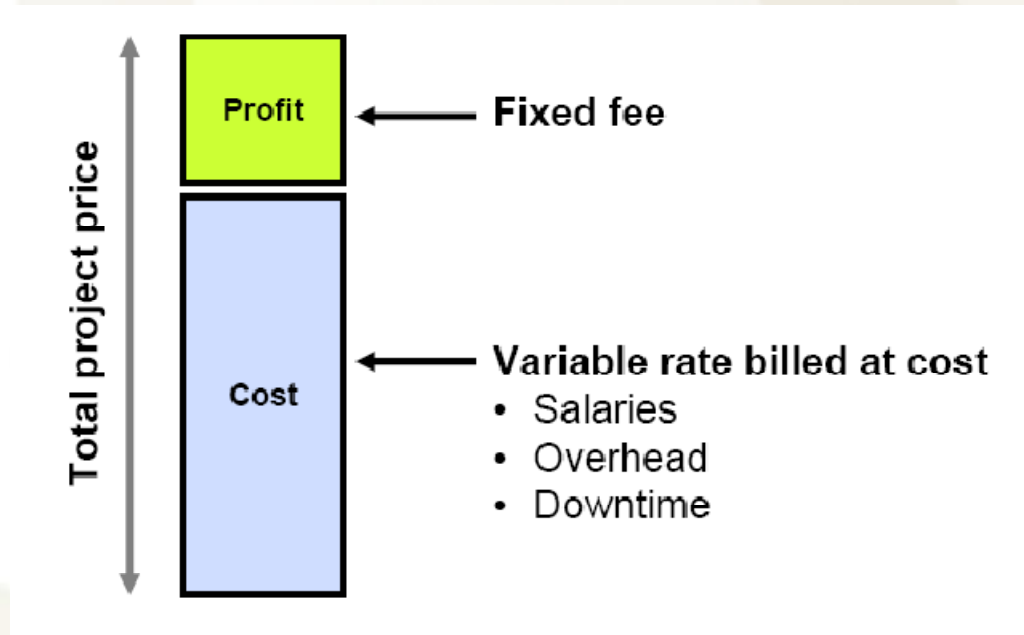 Total project price
Profit
Fixed fee
Cost
Variable rate billed at cost
• Salaries
• Overhead
• Downtime